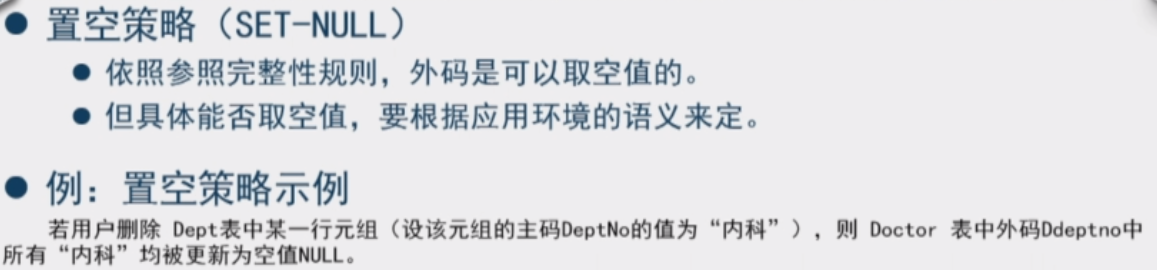 ● 置空策略（SET-NULL）
● 依照参照完整性规则，外码是可以取空值的。
● 但具体能否取空值，要根据应用环境的语义来定。
● 例：置空策略示例
若用户删除 Dept表中某一行元组（设该元组的主码DeptNo的值为“内科”），则 Doctor 表中外码Ddeptno中
所有“内科”均被更新为空值NULL。